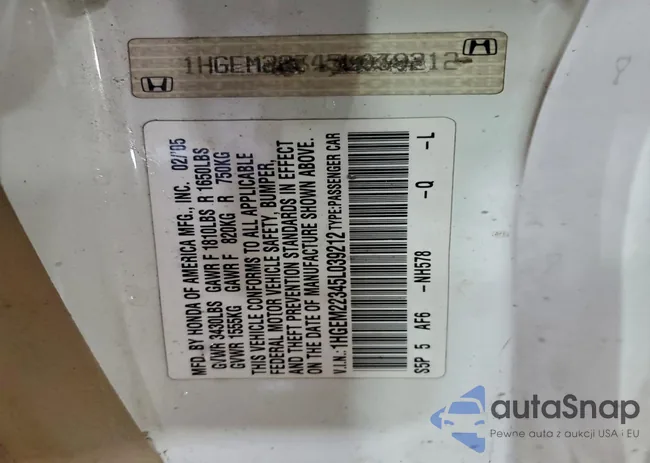 1HGEM22345L039212
MFD. BY HONDA OF AMERICA MFG., INC. 02/'05
GVWR 3430LBS GAWR F 1810LBS R 1650LBS
GVWR 1555KG GAWR F 820KG R 750KG
THIS VEHICLE CONFORMS TO ALL APPLICABLE
FEDERAL MOTOR VEHICLE SAFETY, BUMPER,
AND THEFT PREVENTION STANDARDS IN EFFECT
ON THE DATE OF MANUFACTURE SHOWN ABOVE.
V.I.N.:1HGEM22345L039212 TYPE:PASSENGER CAR
S5P 5 AF6 -NH578 -Q -L
autaSnap
Pewne auta z aukcji USA i EU